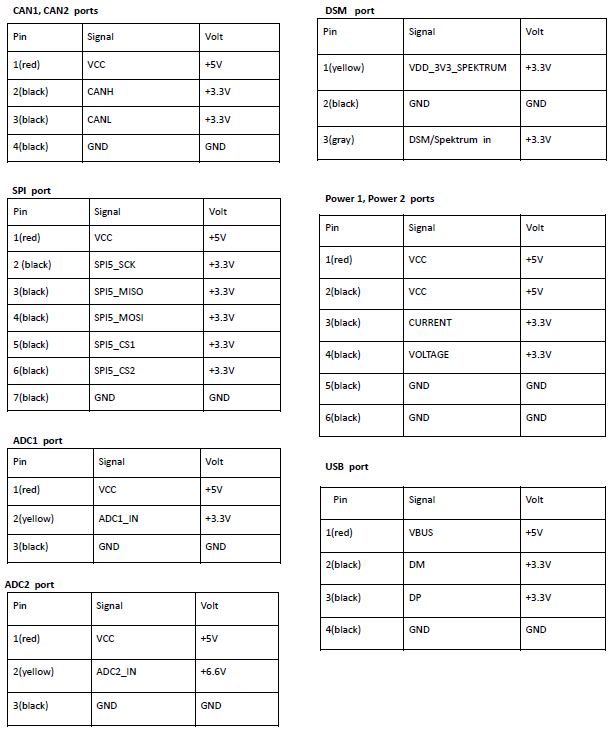 CAN1, CAN2 ports
Pin Signal Volt
1(red) VCC +5V
2(black) CANH +3.3V
3(black) CANL +3.3V
4(black) GND GND
SPI port
Pin Signal Volt
1(red) VCC +5V
2 (black) SPI5_SCK +3.3V
3(black) SPI5_MISO +3.3V
4(black) SPI5_MOSI +3.3V
5(black) SPI5_CS1 +3.3V
6(black) SPI5_CS2 +3.3V
7(black) GND GND
ADC1 port
Pin Signal Volt
1(red) VCC +5V
2(yellow) ADC1_IN +3.3V
3(black) GND GND
ADC2 port
Pin Signal Volt
1(red) VCC +5V
2(yellow) ADC2_IN +6.6V
3(black) GND GND
DSM port
Pin Signal Volt
1(yellow) VDD_3V3_SPEKTRUM +3.3V
2(black) GND GND
3(gray) DSM/Spektrum in +3.3V
Power 1, Power 2 ports
Pin Signal Volt
1(red) VCC +5V
2(black) VCC +5V
3(black) CURRENT +3.3V
4(black) VOLTAGE +3.3V
5(black) GND GND
6(black) GND GND
USB port
Pin Signal Volt
1(red) VBUS +5V
2(black) DM +3.3V
3(black) DP +3.3V
4(black) GND GND